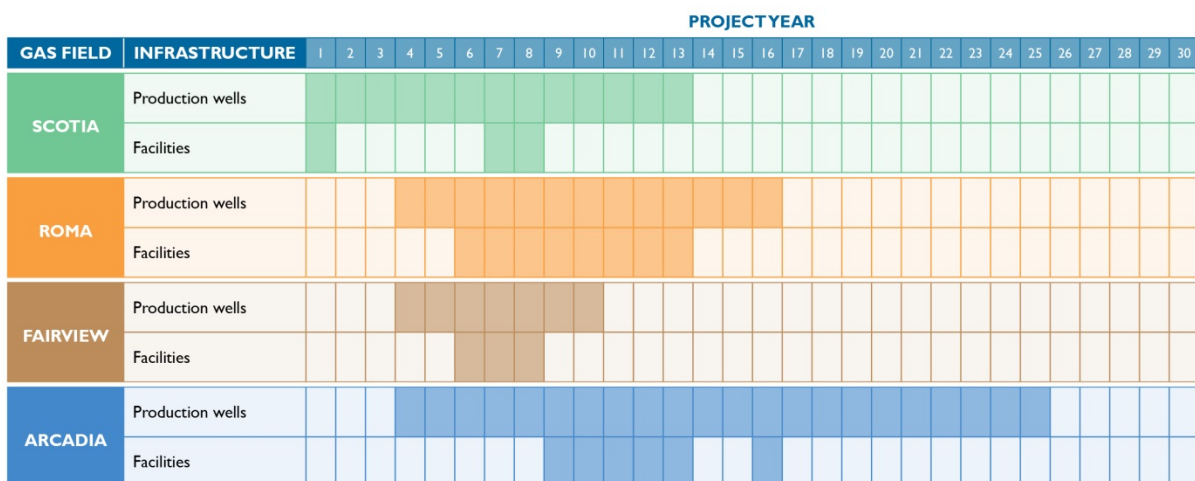 PROJECT YEAR
GAS FIELD INFRASTRUCTURE 1 2 3 4 5 6 7 8 9 10 11 12 13 14 15 16 17 18 19 20 21 22 23 24 25 26 27 28 29 30
SCOTIA
Production wells
Facilities
ROMA
Production wells
Facilities
FAIRVIEW
Production wells
Facilities
ARCADIA
Production wells
Facilities